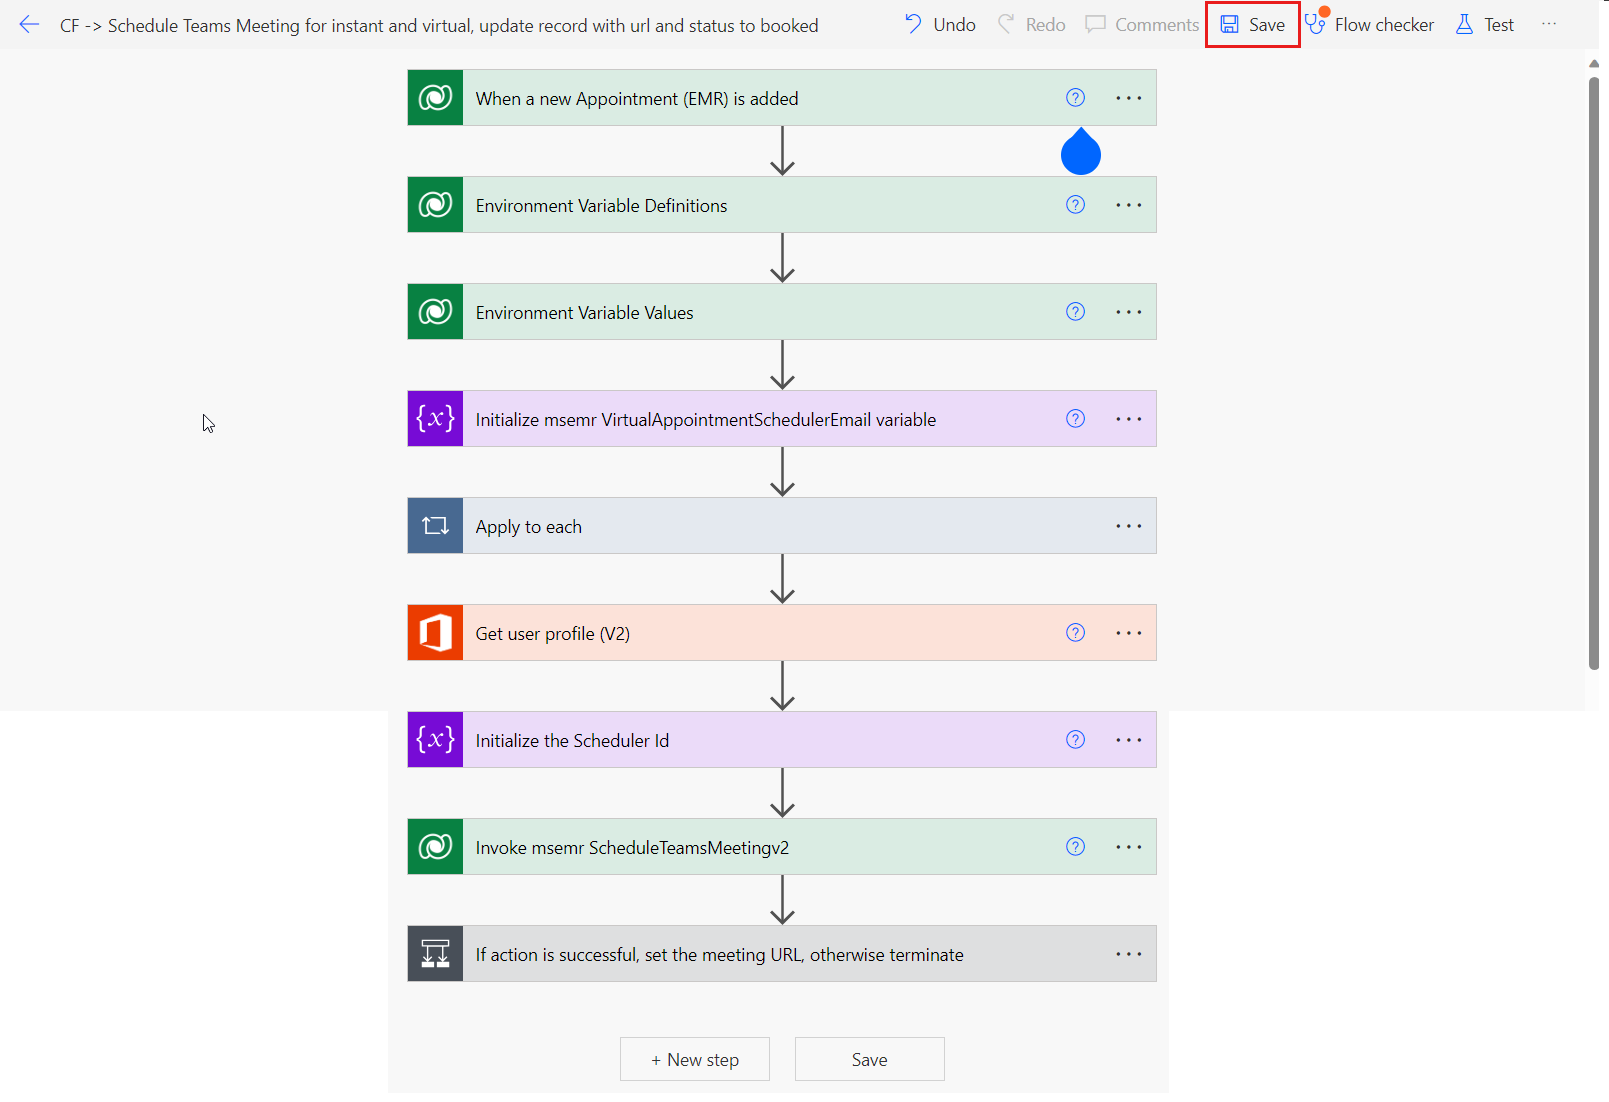 CF -> Schedule Teams Meeting for instant and virtual, update record with url and status to booked
Undo
Redo
Comments
Save
Flow checker
Test
...
When a new Appointment (EMR) is added
?
...
Environment Variable Definitions
?
...
Environment Variable Values
?
...
{x}
Initialize msemr VirtualAppointmentSchedulerEmail variable
?
...
Apply to each
...
Get user profile (V2)
?
...
{x}
Initialize the Scheduler Id
?
...
Invoke msemr ScheduleTeamsMeetingv2
?
...
If action is successful, set the meeting URL, otherwise terminate
...
+ New step
Save